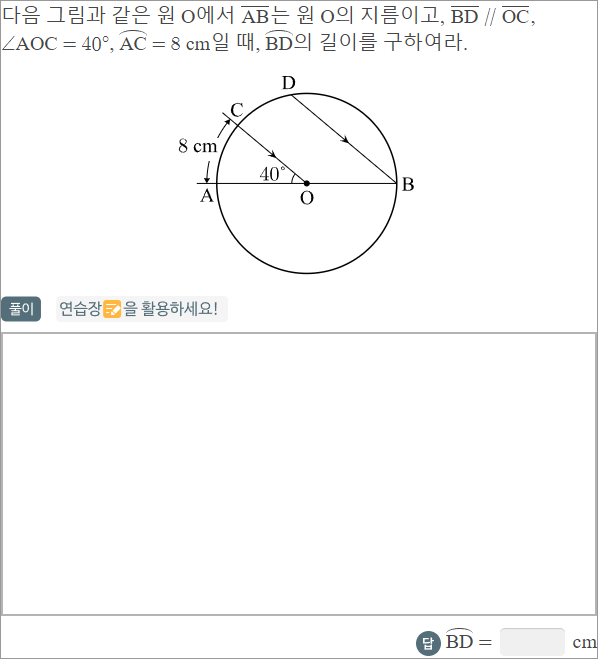 다음 그림과 같은 원 O에서 AB는 원 O의 지름이고, BD // OC,
∠AOC = 40°, AC = 8 cm일 때, BD의 길이를 구하여라.
D
C
8 cm
40°
A
O
B
풀이 연습장을 활용하세요!
답 BD = cm